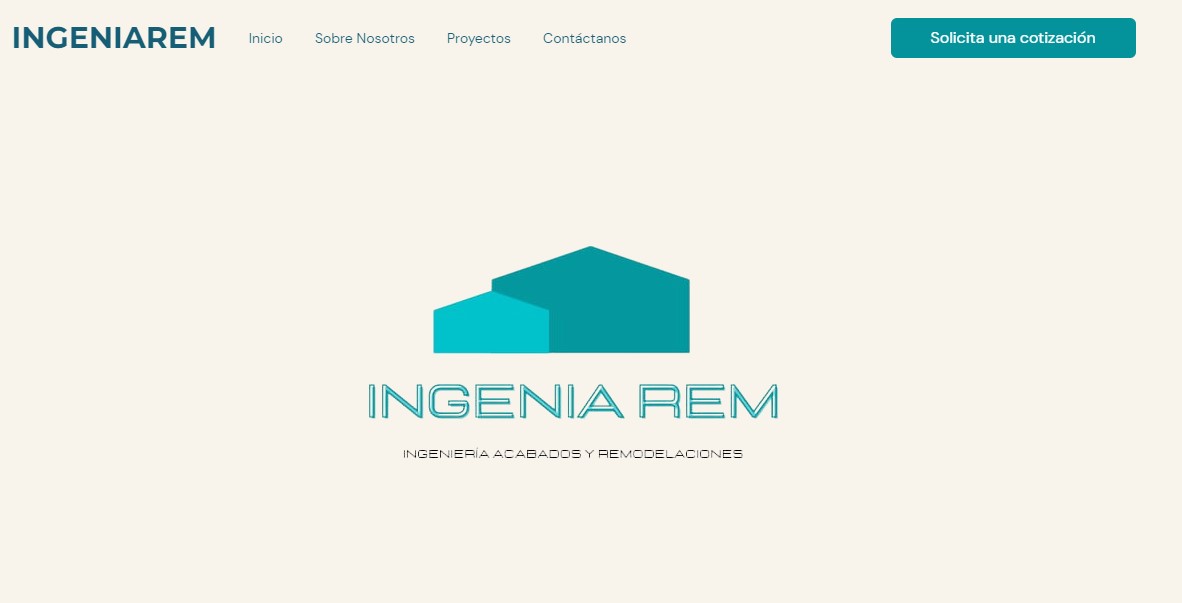 INGENIAREM Inicio Sobre Nosotros Proyectos Contáctanos Solicita una cotización
INGENIA REM
INGENIERÍA ACABADOS Y REMODELACIONES